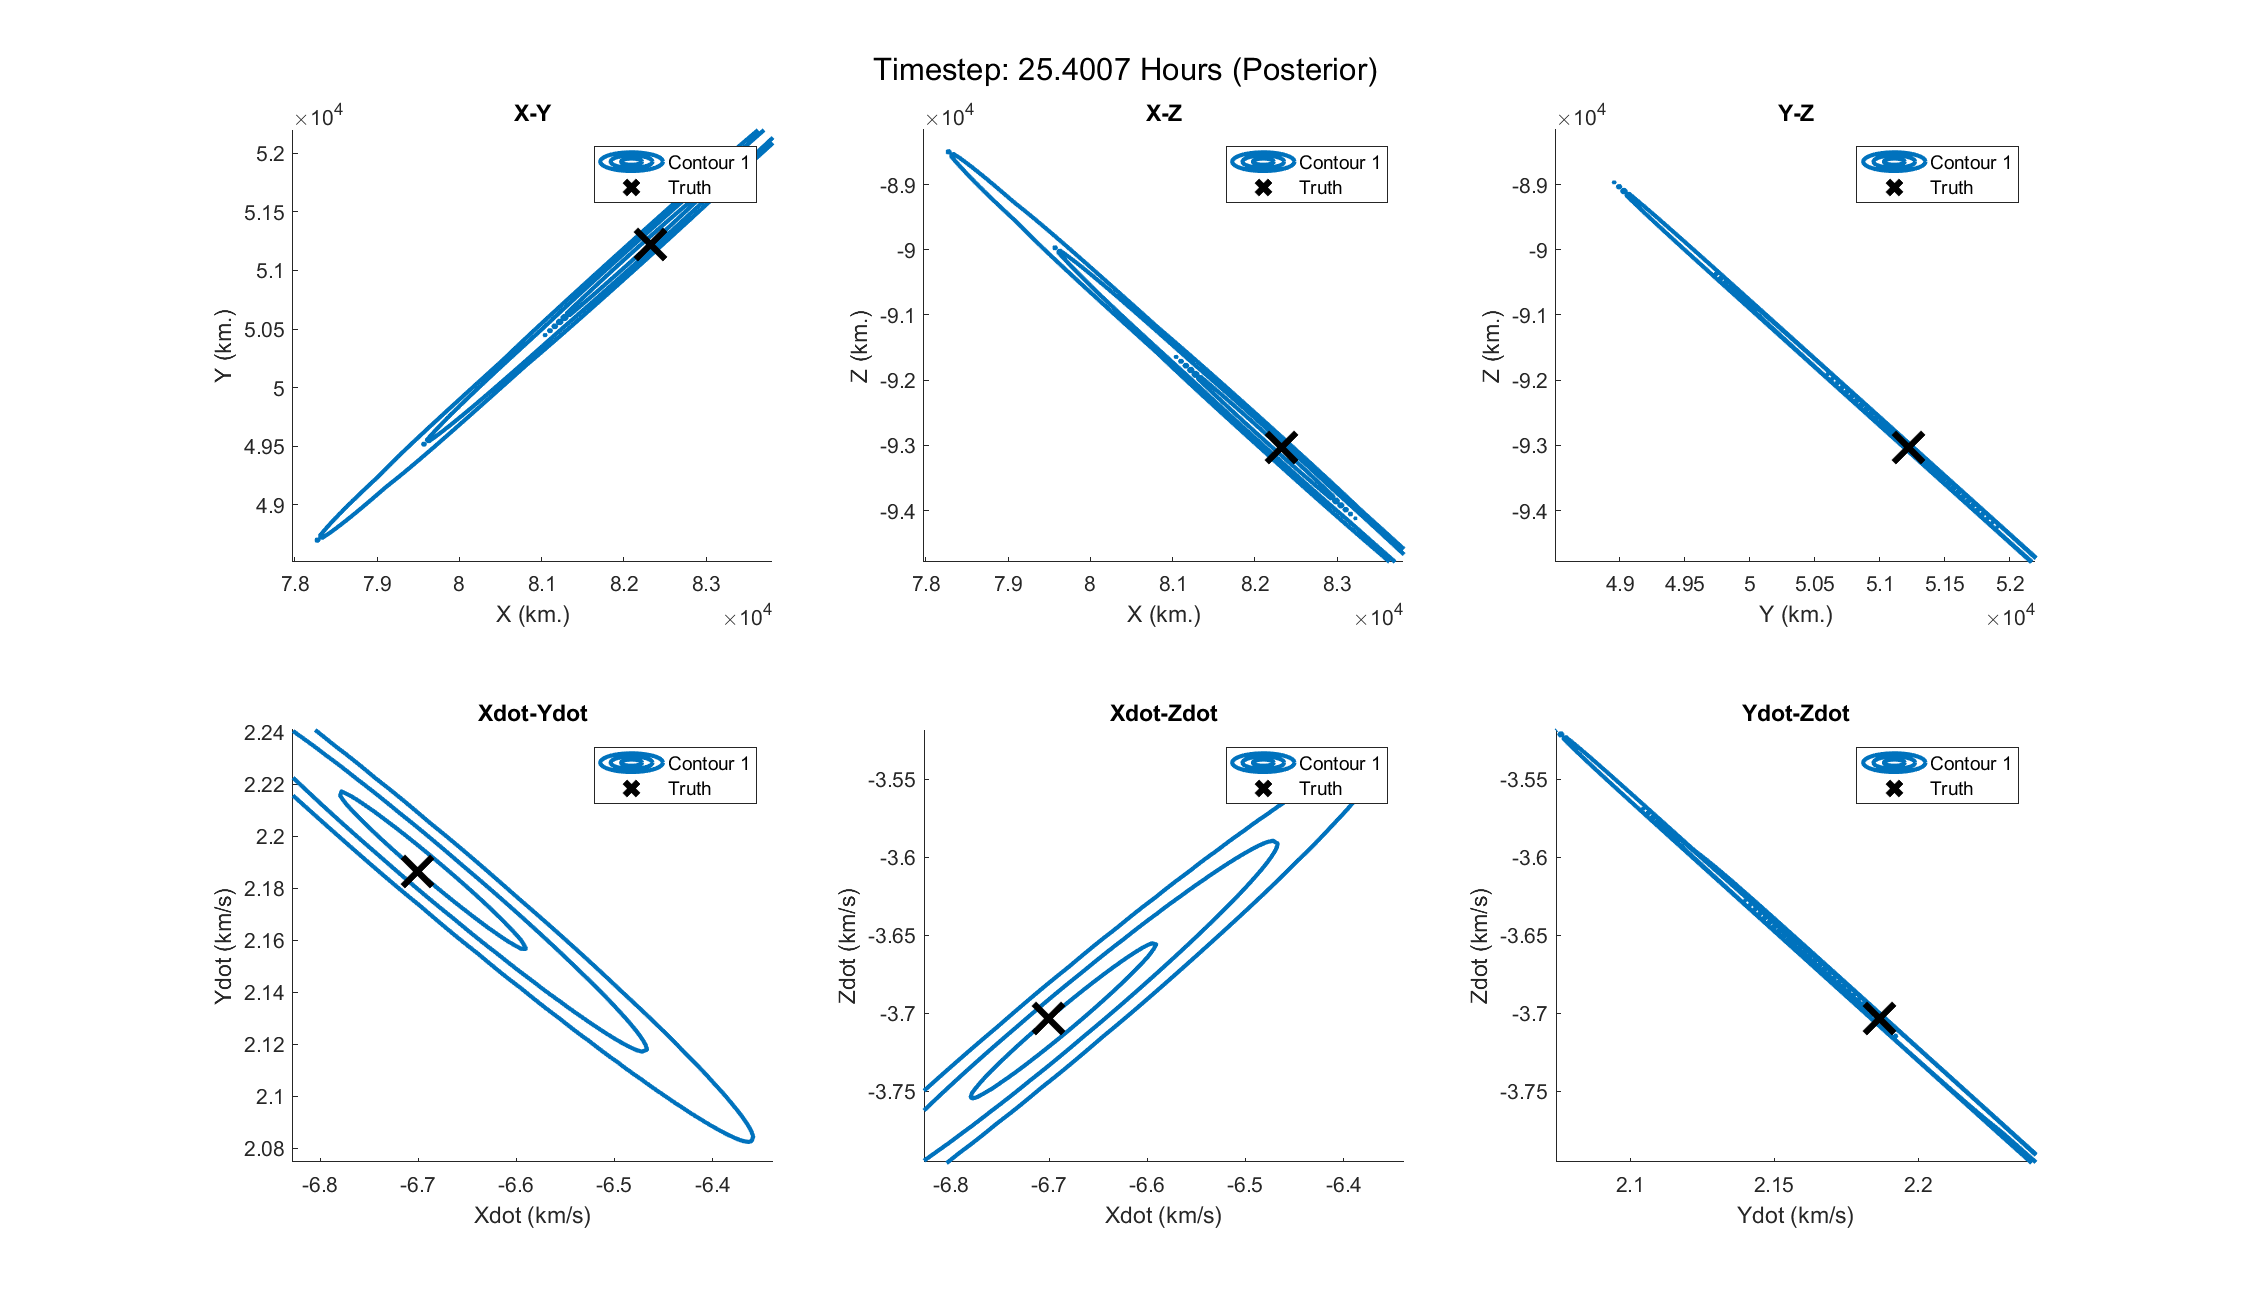 Timestep: 25.4007 Hours (Posterior)
X-Y
×10^4
5.2
5.15
5.1
5.05
5
4.95
4.9
Y (km.)
7.8 7.9 8 8.1 8.2 8.3
×10^4
X (km.)
Contour 1
Truth
X-Z
×10^4
-8.9
-9
-9.1
-9.2
-9.3
-9.4
Z (km.)
7.8 7.9 8 8.1 8.2 8.3
×10^4
X (km.)
Contour 1
Truth
Y-Z
×10^4
-8.9
-9
-9.1
-9.2
-9.3
-9.4
Z (km.)
4.9 4.95 5 5.05 5.1 5.15 5.2
×10^4
Y (km.)
Contour 1
Truth
Xdot-Ydot
2.24
2.22
2.2
2.18
2.16
2.14
2.12
2.1
2.08
Ydot (km/s)
-6.8 -6.7 -6.6 -6.5 -6.4
Xdot (km/s)
Contour 1
Truth
Xdot-Zdot
-3.55
-3.6
-3.65
-3.7
-3.75
Zdot (km/s)
-6.8 -6.7 -6.6 -6.5 -6.4
Xdot (km/s)
Contour 1
Truth
Ydot-Zdot
-3.55
-3.6
-3.65
-3.7
-3.75
Zdot (km/s)
2.1 2.15 2.2
Ydot (km/s)
Contour 1
Truth